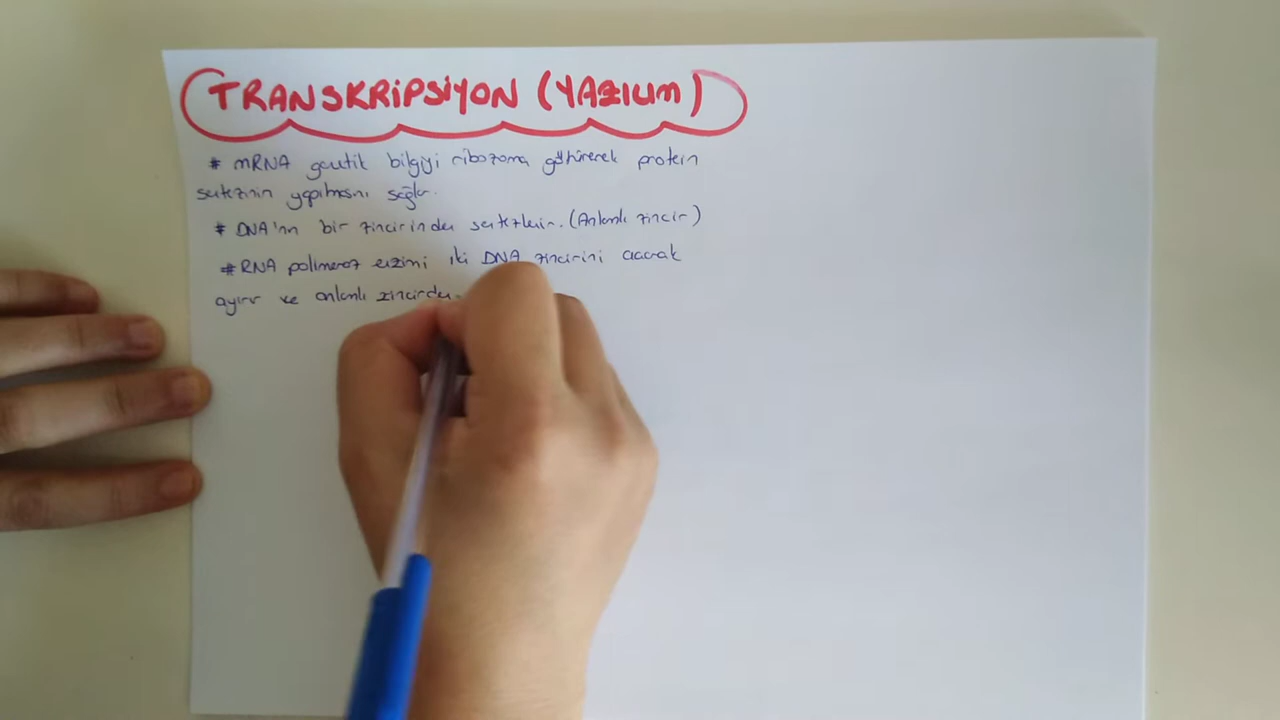 TRANSKRİPSİYON (YAZILIM)
# mRNA genetik bilgiyi ribozoma götürerek protein
sentezinin yapılmasını sağlar.
# DNA'nın bir zincirinden sentezlenir. (Anlamlı zincir)
# RNA polimeraz enzimi iki DNA zincirini açarak
ayırır ve anlamlı zincirden